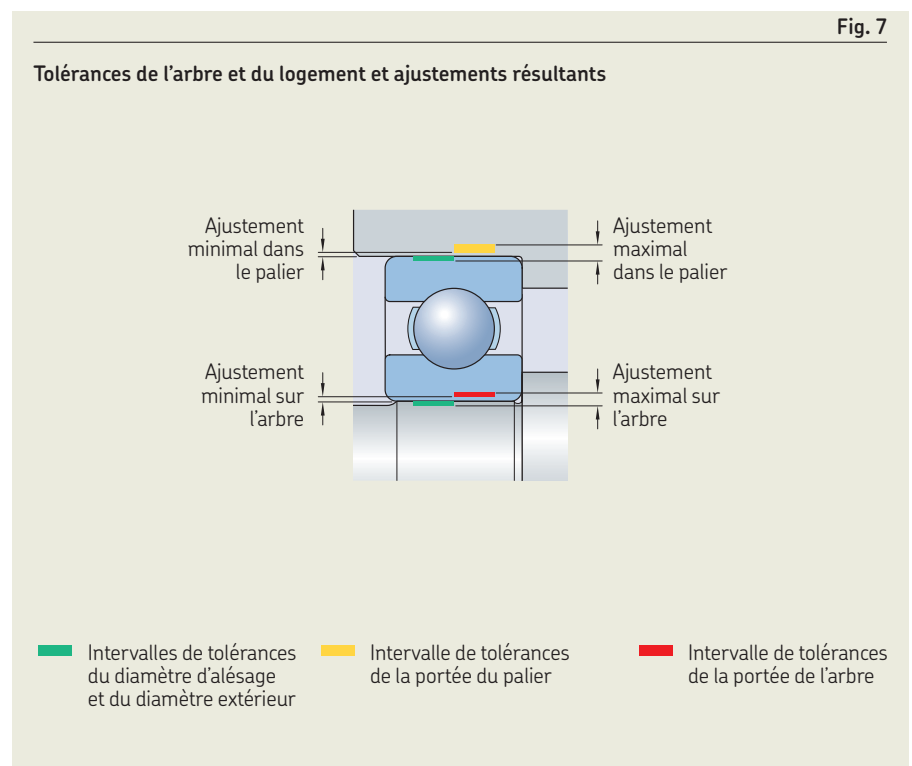 Fig. 7
Tolérances de l'arbre et du logement et ajustements résultants
Ajustement
minimal dans
le palier
Ajustement
maximal
dans le palier
Ajustement
minimal sur
l'arbre
Ajustement
maximal sur
l'arbre
Intervalles de tolérances
du diamètre d'alésage
et du diamètre extérieur
Intervalle de tolérances
de la portée du palier
Intervalle de tolérances
de la portée de l'arbre